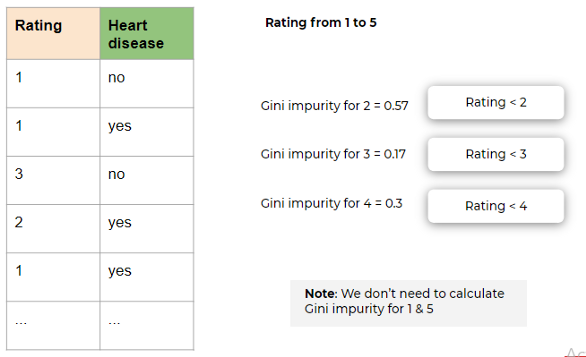 Rating
Heart
disease
1
no
1
yes
3
no
2
yes
1
yes
...
...
Rating from 1 to 5
Gini impurity for 2 = 0.57
Rating < 2
Gini impurity for 3 = 0.17
Rating < 3
Gini impurity for 4 = 0.3
Rating < 4
Note: We don't need to calculate
Gini impurity for 1 & 5